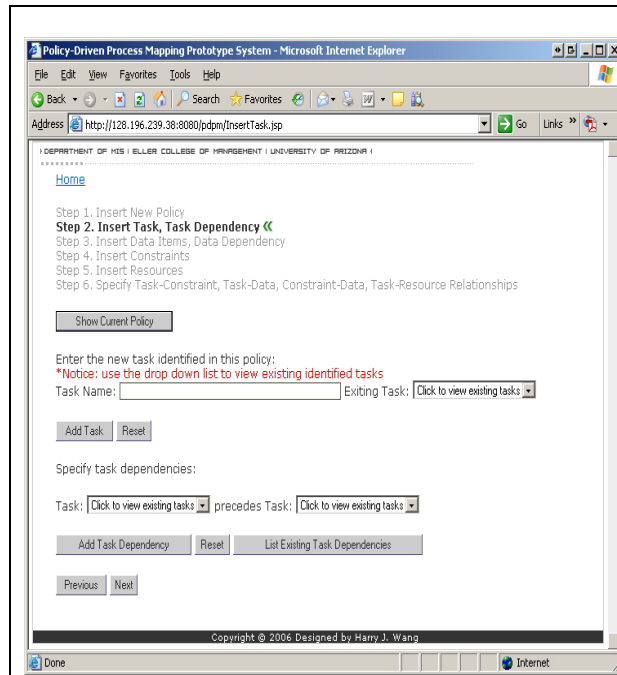 Policy-Driven Process Mapping Prototype System - Microsoft Internet Explorer
File Edit View Favorites Tools Help
Back Search Favorites
Address http://128.196.239.38:8080/pdpm/InsertTask.jsp Go Links »
DEPARTMENT OF MIS | ELLER COLLEGE OF MANAGEMENT | UNIVERSITY OF ARIZONA
Home
Step 1. Insert New Policy
Step 2. Insert Task, Task Dependency «
Step 3. Insert Data Items, Data Dependency
Step 4. Insert Constraints
Step 5. Insert Resources
Step 6. Specify Task-Constraint, Task-Data, Constraint-Data, Task-Resource Relationships
Show Current Policy
Enter the new task identified in this policy:
*Notice: use the drop down list to view existing identified tasks
Task Name: Exiting Task: Click to view existing tasks
Add Task Reset
Specify task dependencies:
Task: Click to view existing tasks precedes Task: Click to view existing tasks
Add Task Dependency Reset List Existing Task Dependencies
Previous Next
Copyright @ 2006 Designed by Harry J. Wang
Done Internet